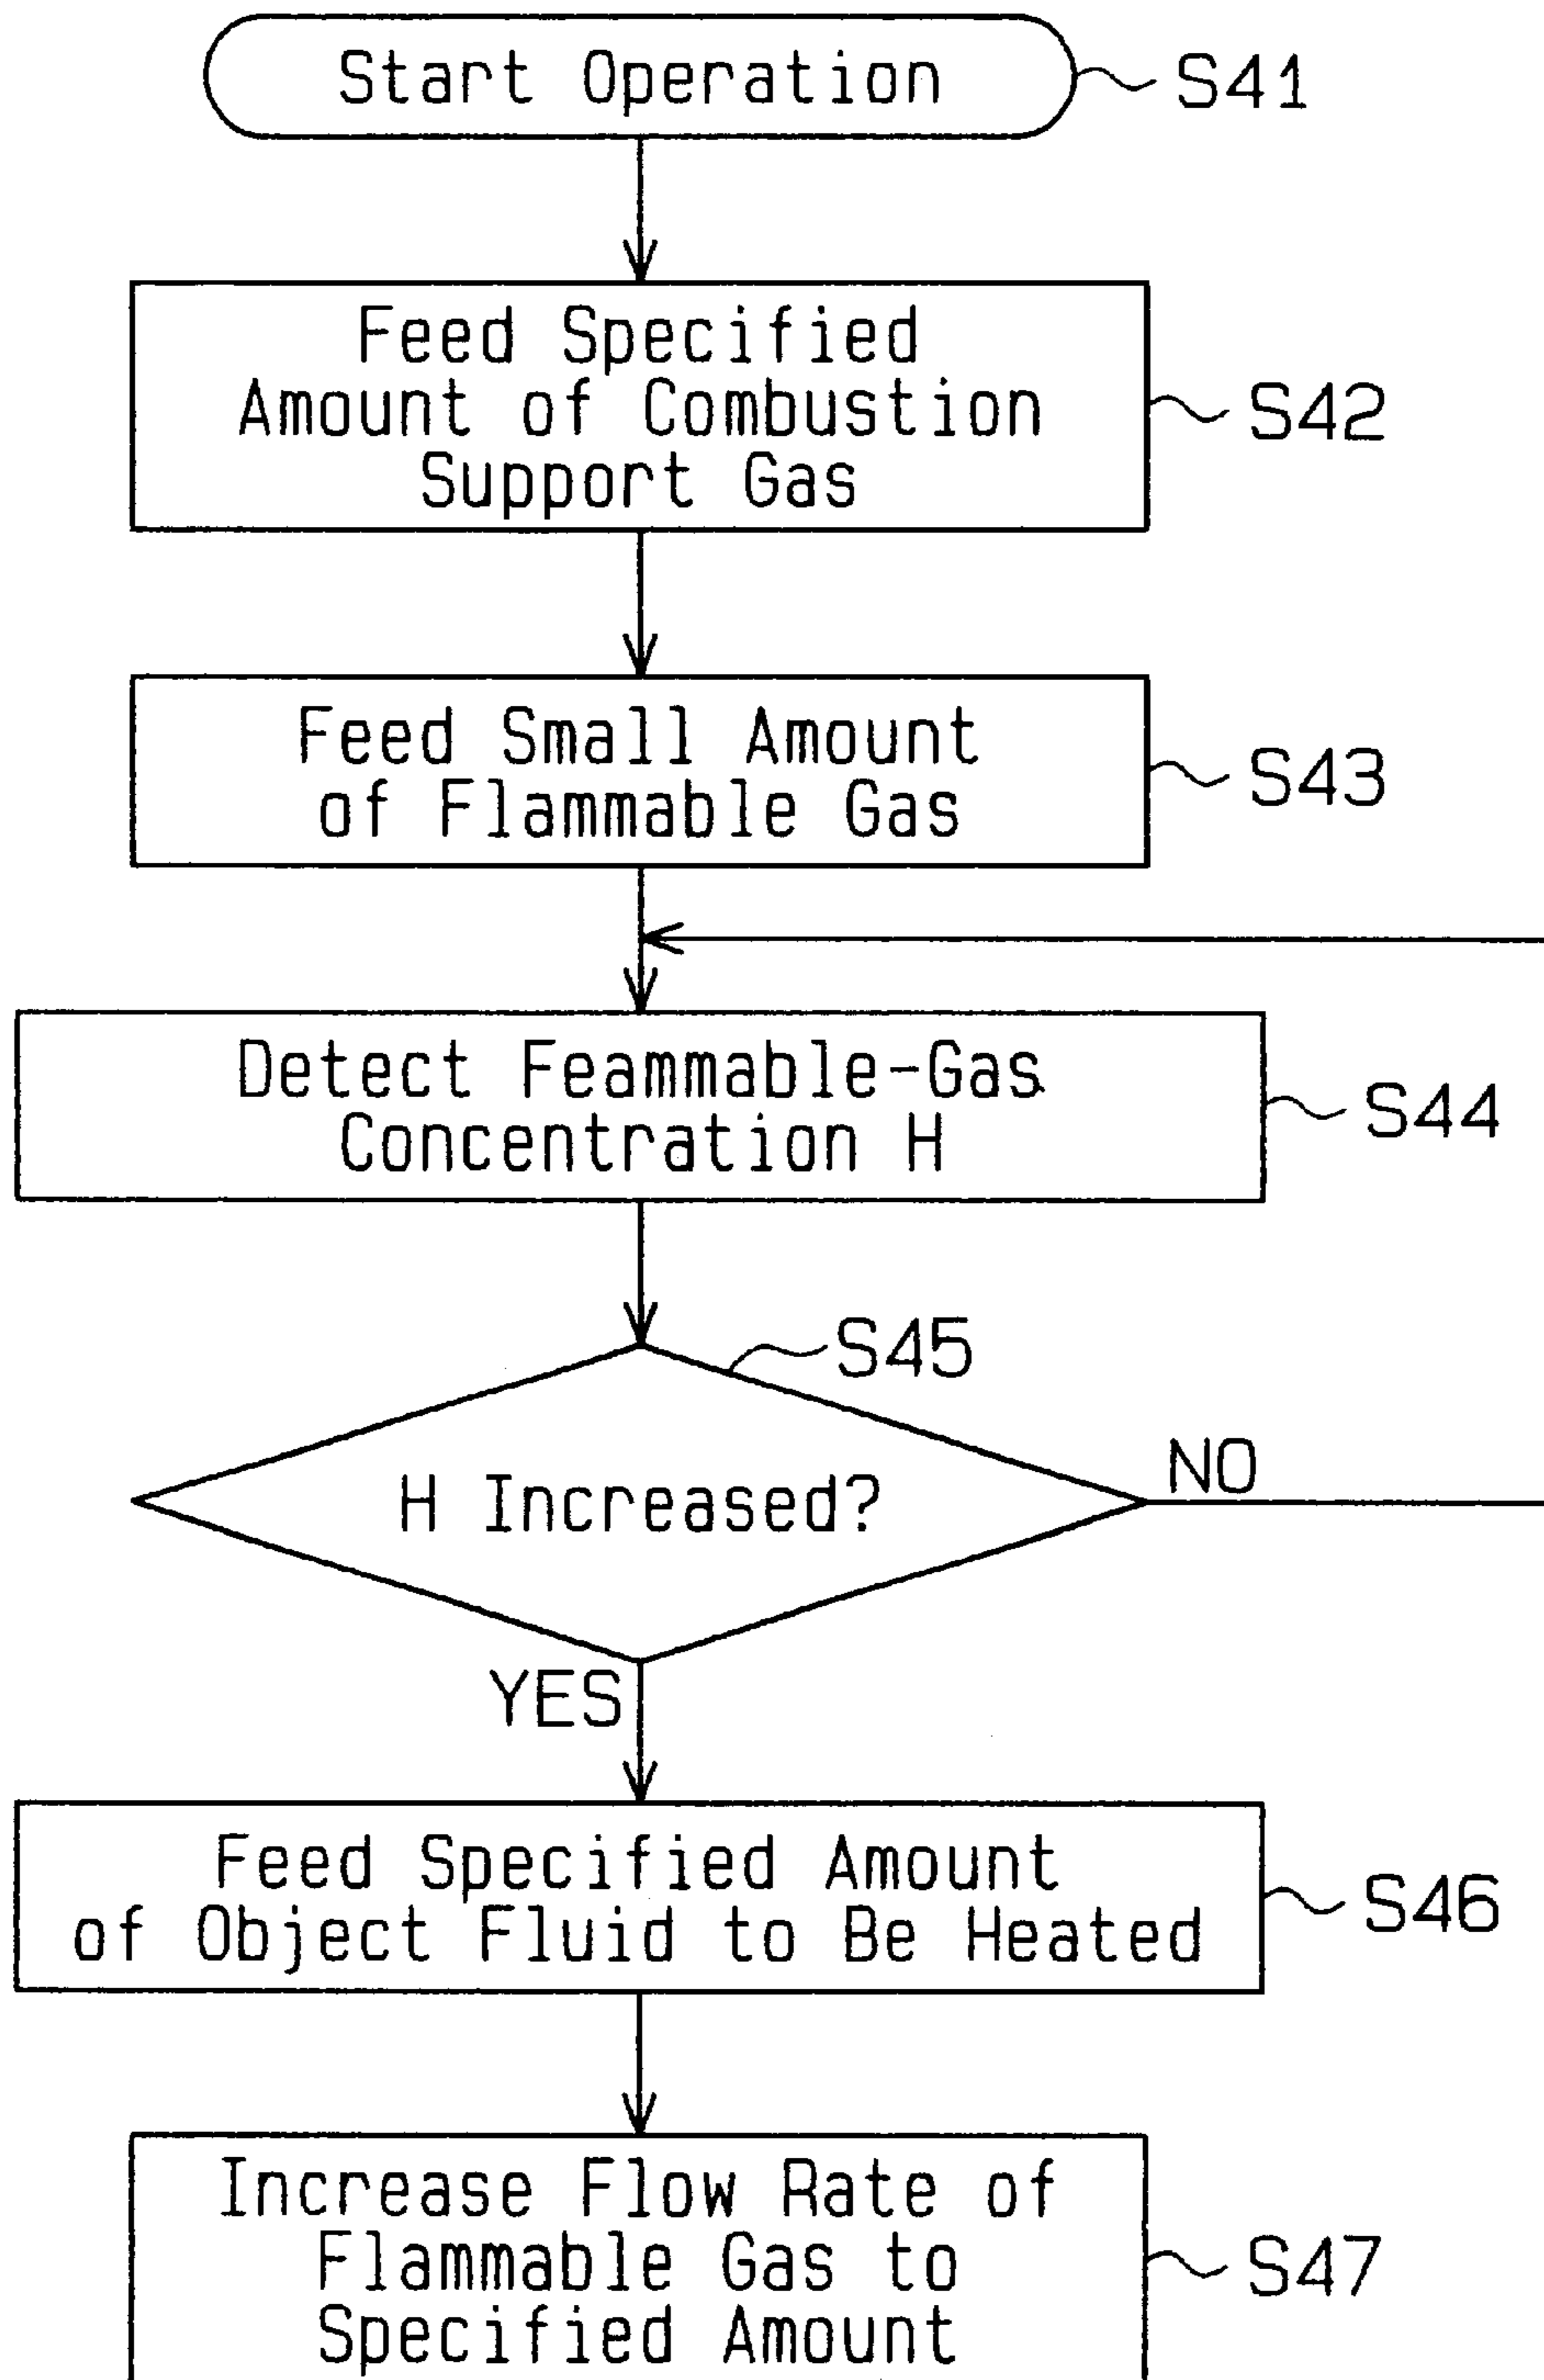 Start Operation
S41
Feed Specified
Amount of Combustion
Support Gas
S42
Feed Small Amount
of Flammable Gas
S43
Detect Feammable-Gas
Concentration H
S44
S45
H Increased?
NO
YES
Feed Specified Amount
of Object Fluid to Be Heated
S46
Increase Flow Rate of
Flammable Gas to
Specified Amount
S47